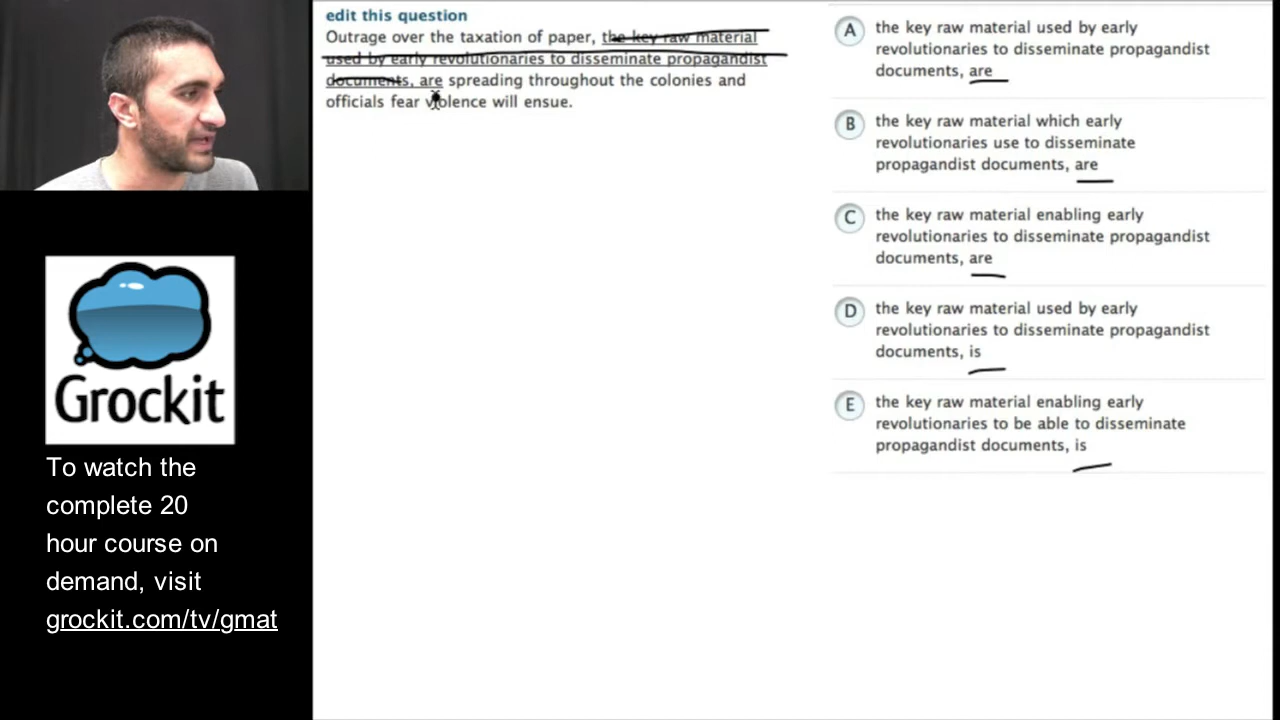 edit this question
Outrage over the taxation of paper, the key raw material
used by early revolutionaries to disseminate propagandist
documents, are spreading throughout the colonies and
officials fear violence will ensue.
A
the key raw material used by early
revolutionaries to disseminate propagandist
documents, are
B
the key raw material which early
revolutionaries use to disseminate
propagandist documents, are
C
the key raw material enabling early
revolutionaries to disseminate propagandist
documents, are
D
the key raw material used by early
revolutionaries to disseminate propagandist
documents, is
E
the key raw material enabling early
revolutionaries to be able to disseminate
propagandist documents, is
Grockit
To watch the
complete 20
hour course on
demand, visit
grockit.com/tv/gmat